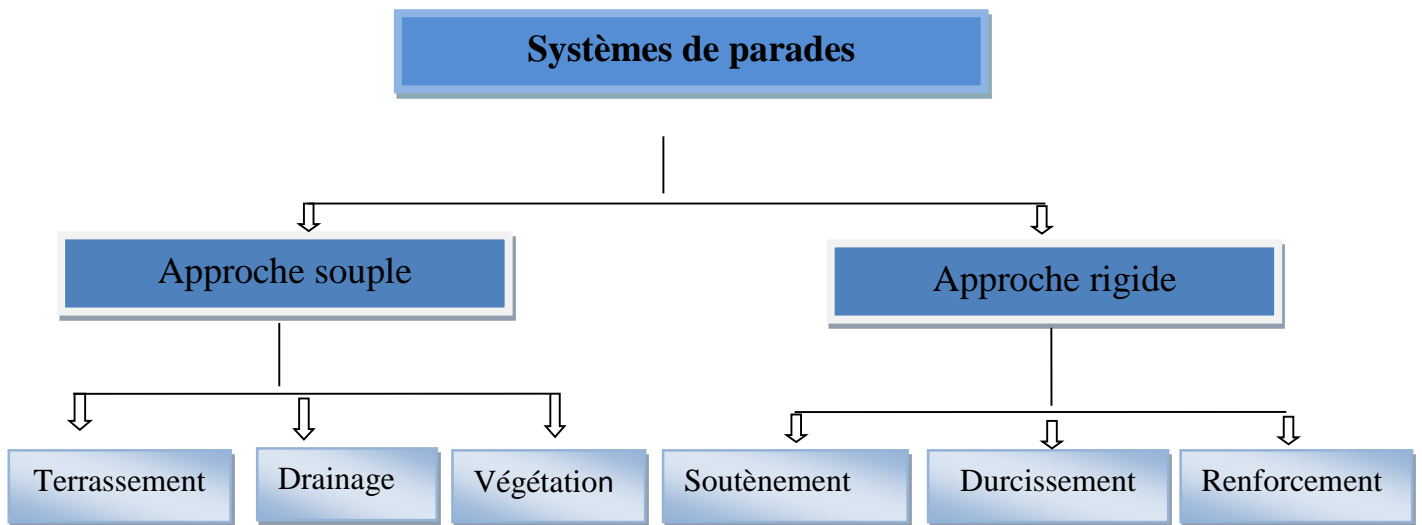 Systèmes de parades
Approche souple
Approche rigide
Terrassement
Drainage
Végétation
Soutènement
Durcissement
Renforcement